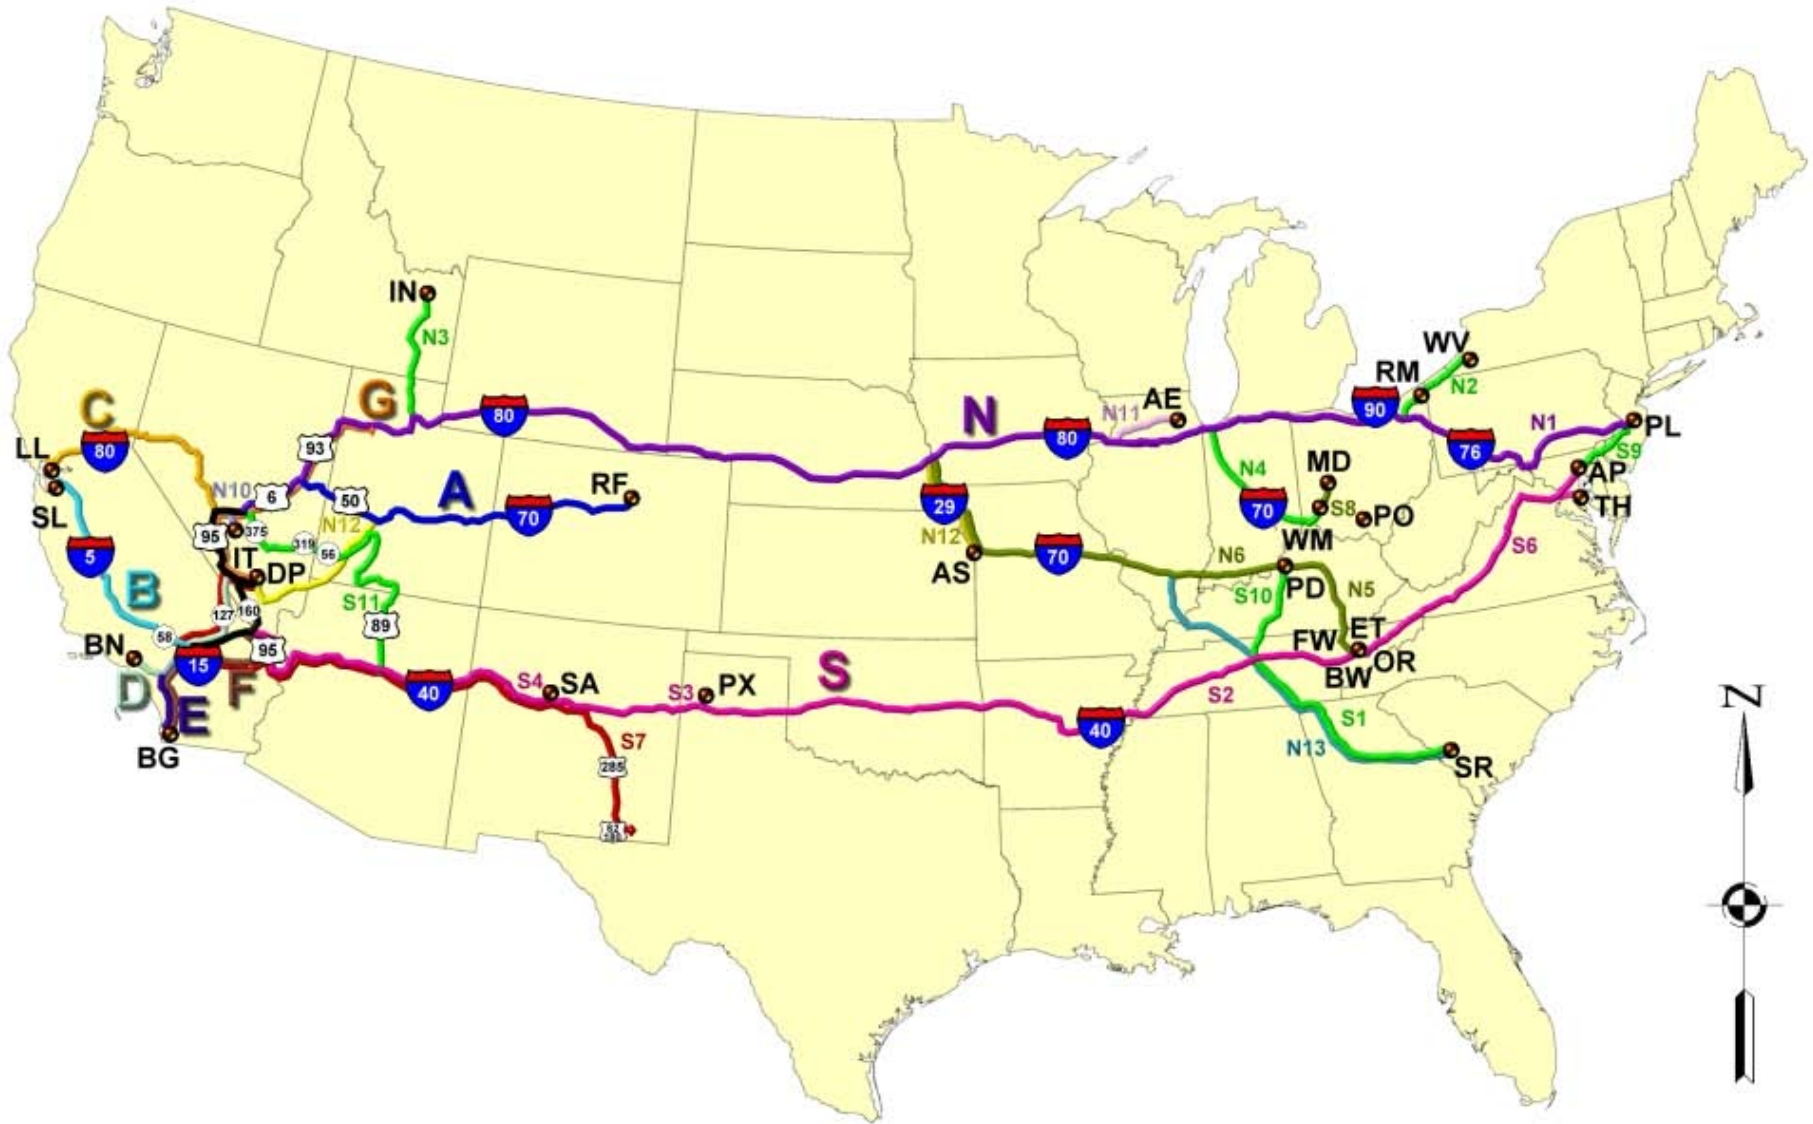 WV
IN
RM
N2
N3
C
G
80
N11
AE
90
N
N1
PL
80
80
93
76
S9
LL
N4
MD
AP
N10
6
A
RF
50
29
70
S8
PO
TH
SL
375
N12
70
95
WM
319
56
N12
S6
5
IT
DP
AS
70
N6
PD
N5
B
S11
S10
127
160
89
58
FW
ET
BN
95
OR
15
S
BW
D
F
S4
SA
S3
PX
S2
40
E
S1
40
S7
N13
BG
285
SR
N